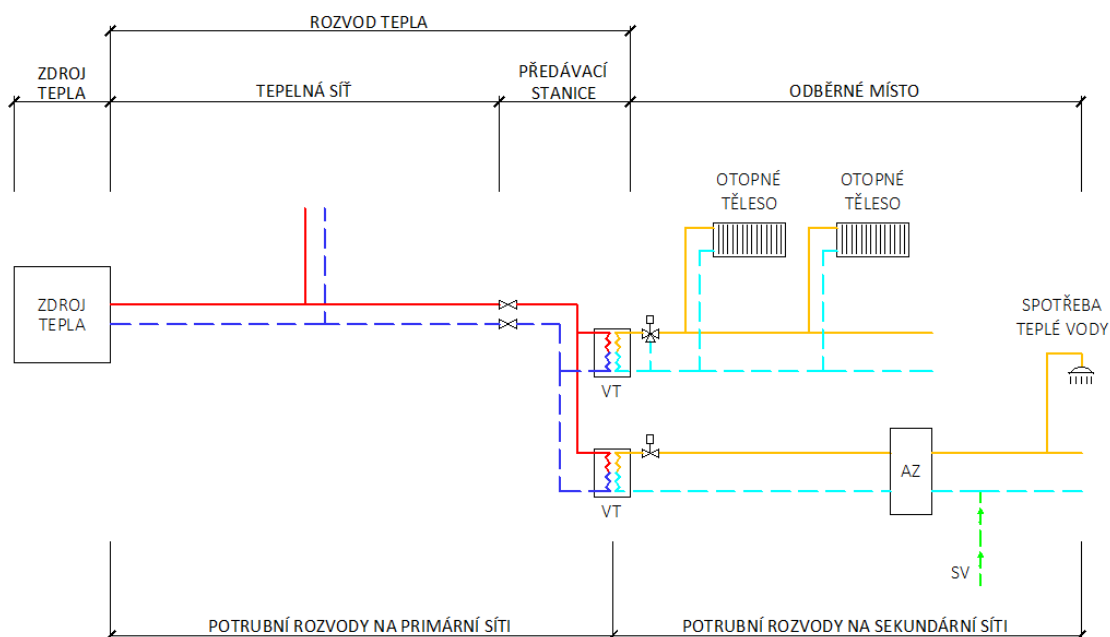 ROZVOD TEPLA
ZDROJ
TEPLA
TEPELNÁ SÍŤ
PŘEDÁVACÍ
STANICE
ODBĚRNÉ MÍSTO
OTOPNÉ
TĚLESO
OTOPNÉ
TĚLESO
ZDROJ
TEPLA
SPOTŘEBA
TEPLÉ VODY
VT
AZ
VT
SV
POTRUBNÍ ROZVODY NA PRIMÁRNÍ SÍTI
POTRUBNÍ ROZVODY NA SEKUNDÁRNÍ SÍTI